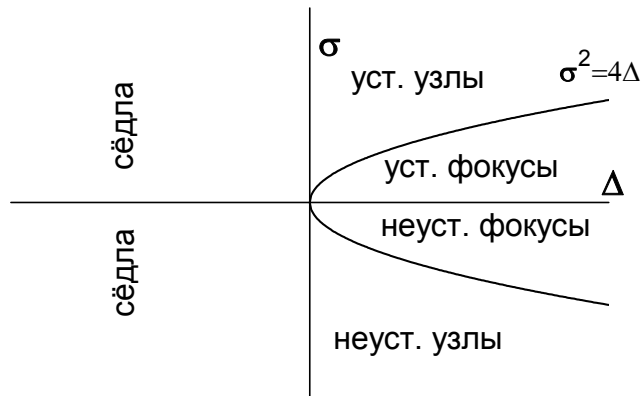 σ
σ²=4Δ
уст. узлы
сёдла
уст. фокусы
Δ
неуст. фокусы
сёдла
неуст. узлы